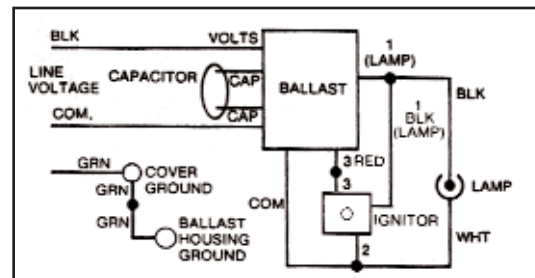 BLK
VOLTS
LINE
VOLTAGE
CAPACITOR
CAP
CAP
COM.
BALLAST
1
(LAMP)
BLK
1
BLK
(LAMP)
3 RED
3
IGNITOR
2
COM
LAMP
WHT
GRN
COVER
GROUND
GRN
GRN
BALLAST
HOUSING
GROUND